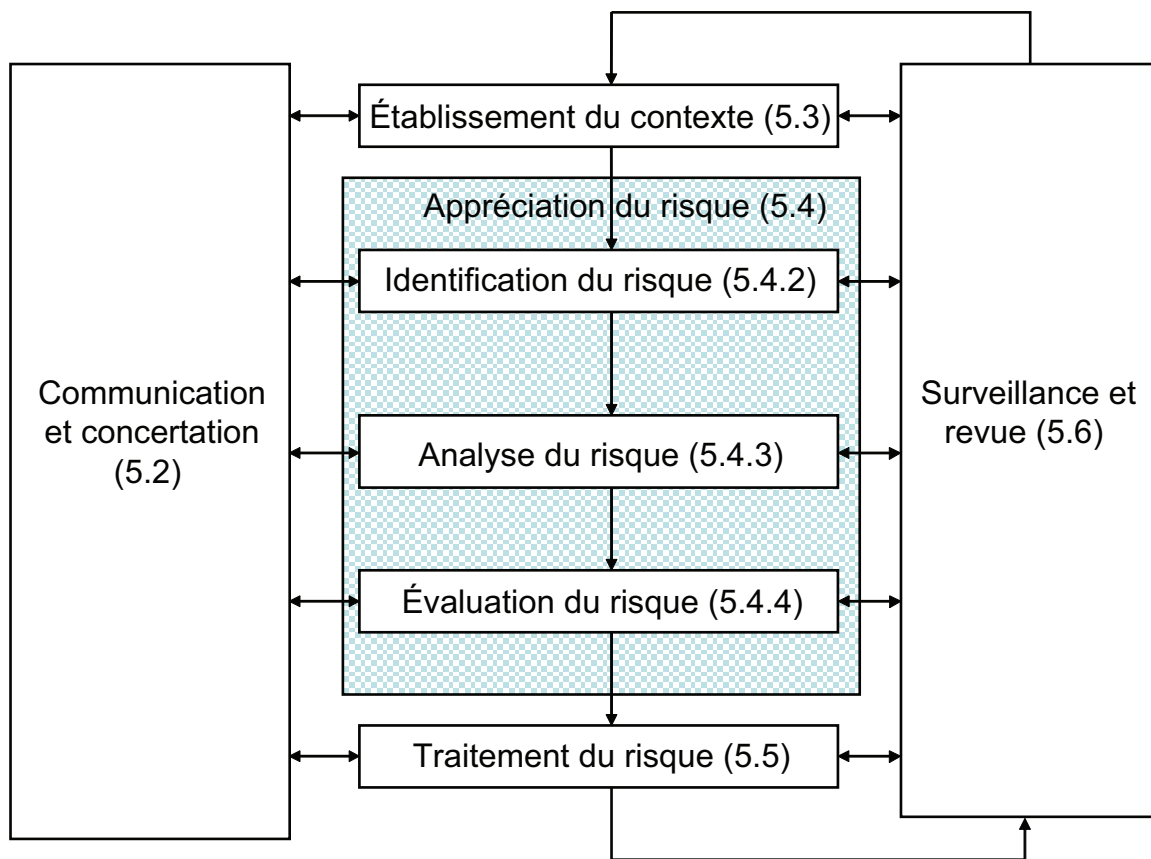 Établissement du contexte (5.3)
Appréciation du risque (5.4)
Identification du risque (5.4.2)
Communication
et concertation
(5.2)
Surveillance et
revue (5.6)
Analyse du risque (5.4.3)
Évaluation du risque (5.4.4)
Traitement du risque (5.5)